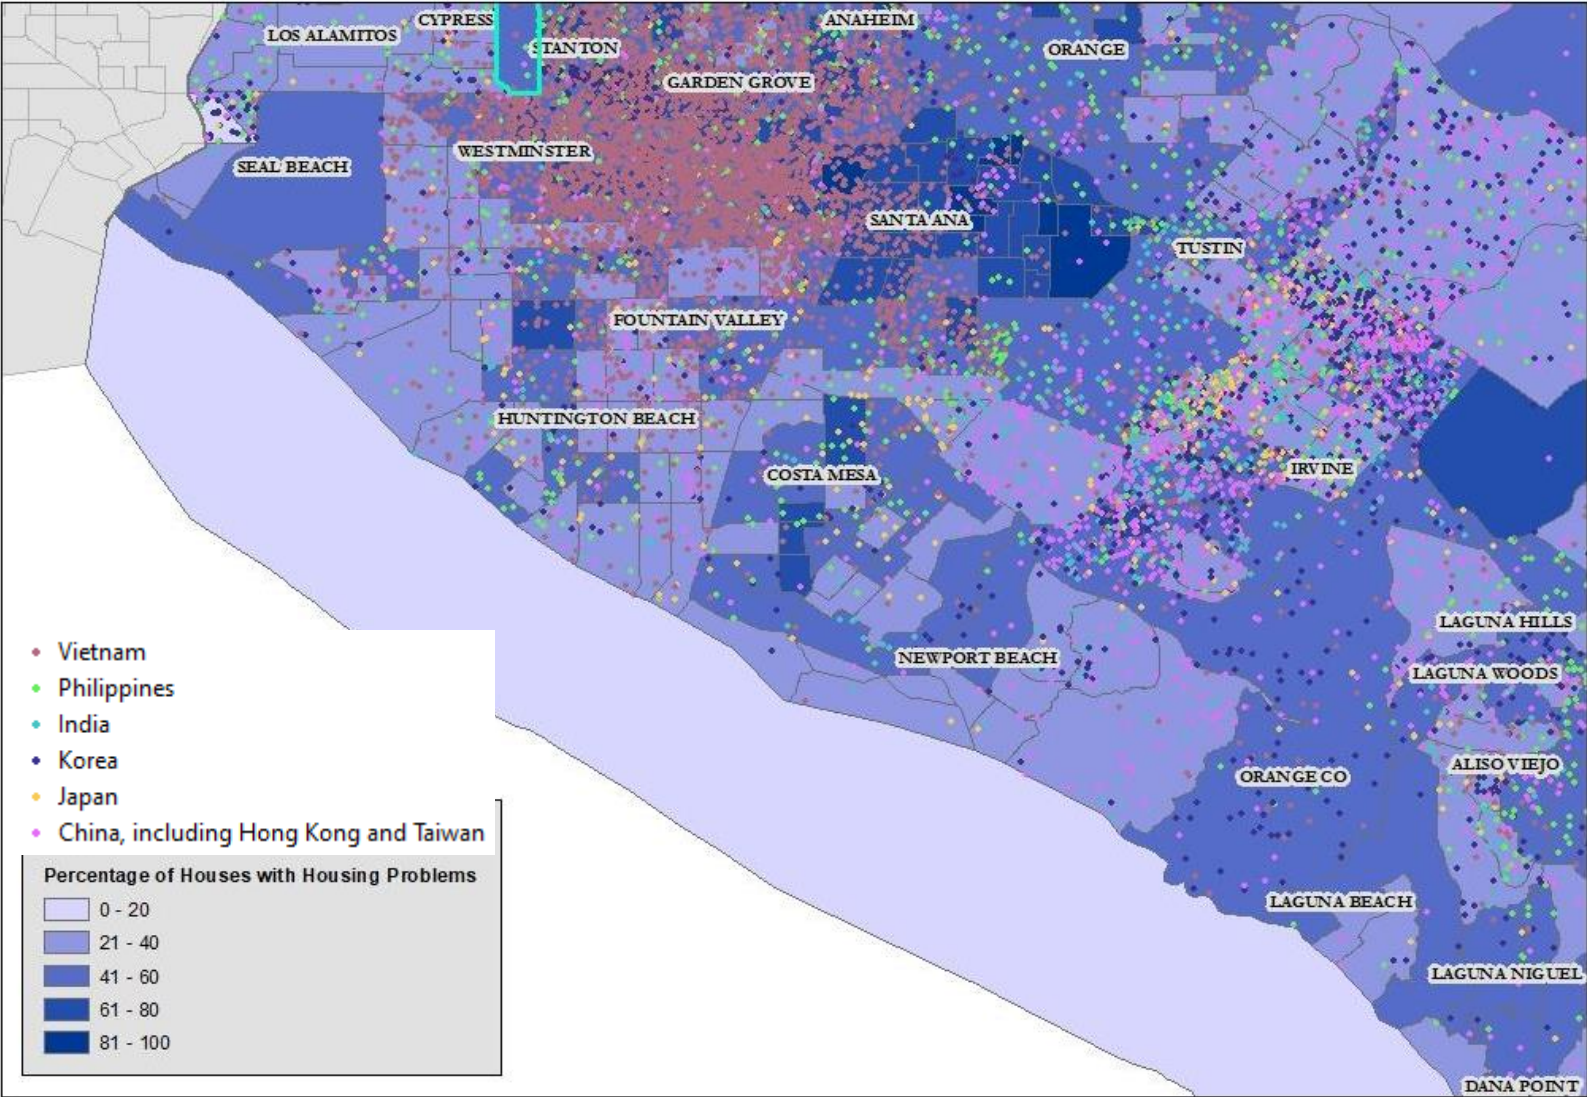 CYPRESS
ANAHEIM
LOS ALAMITOS
STANTON
ORANGE
GARDEN GROVE
WESTMINSTER
SEAL BEACH
SANTA ANA
TUSTIN
FOUNTAIN VALLEY
HUNTINGTON BEACH
COSTA MESA
IRVINE
LAGUNA HILLS
NEWPORT BEACH
LAGUNA WOODS
ALISO VIEJO
ORANGE CO
LAGUNA BEACH
LAGUNA NIGUEL
DANA POINT
Vietnam
Philippines
India
Korea
Japan
China, including Hong Kong and Taiwan
Percentage of Houses with Housing Problems
0 - 20
21 - 40
41 - 60
61 - 80
81 - 100